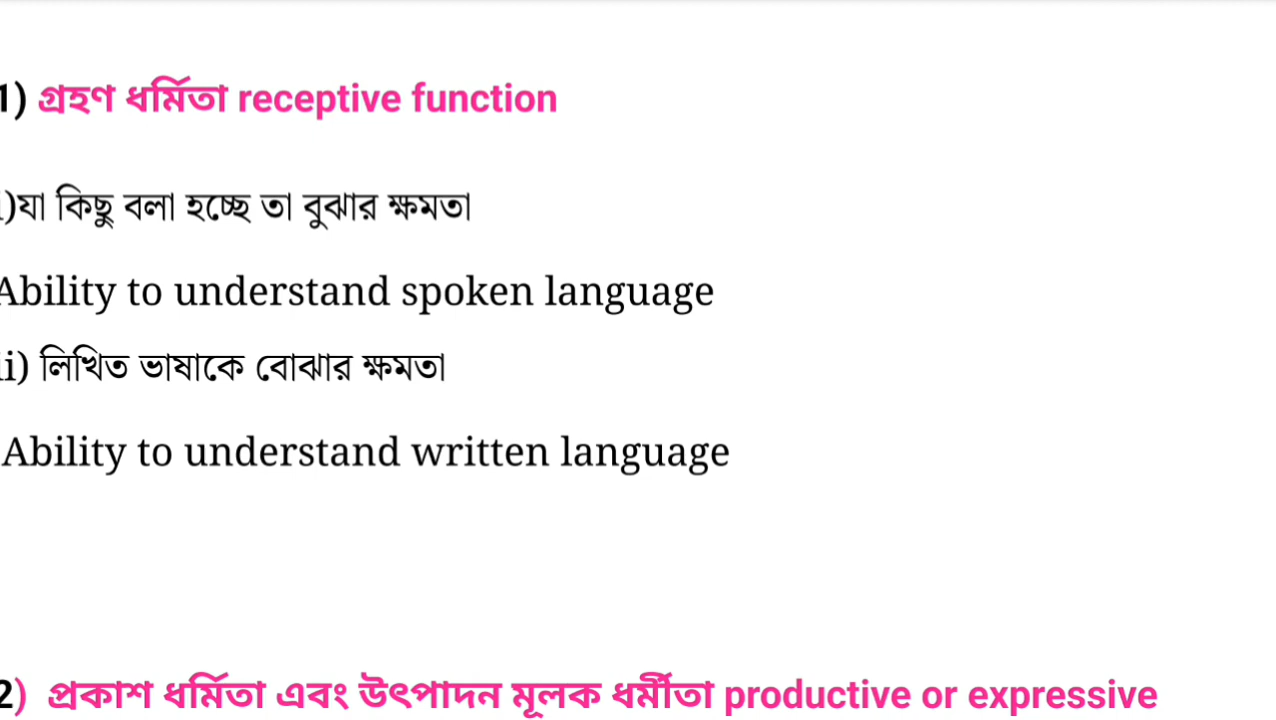 1) গ্রহণ ধর্মিতা receptive function
i)যা কিছু বলা হচ্ছে তা বুঝার ক্ষমতা
Ability to understand spoken language
ii) লিখিত ভাষাকে বোঝার ক্ষমতা
Ability to understand written language
2) প্রকাশ ধর্মিতা এবং উৎপাদন মূলক ধর্মীতা productive or expressive